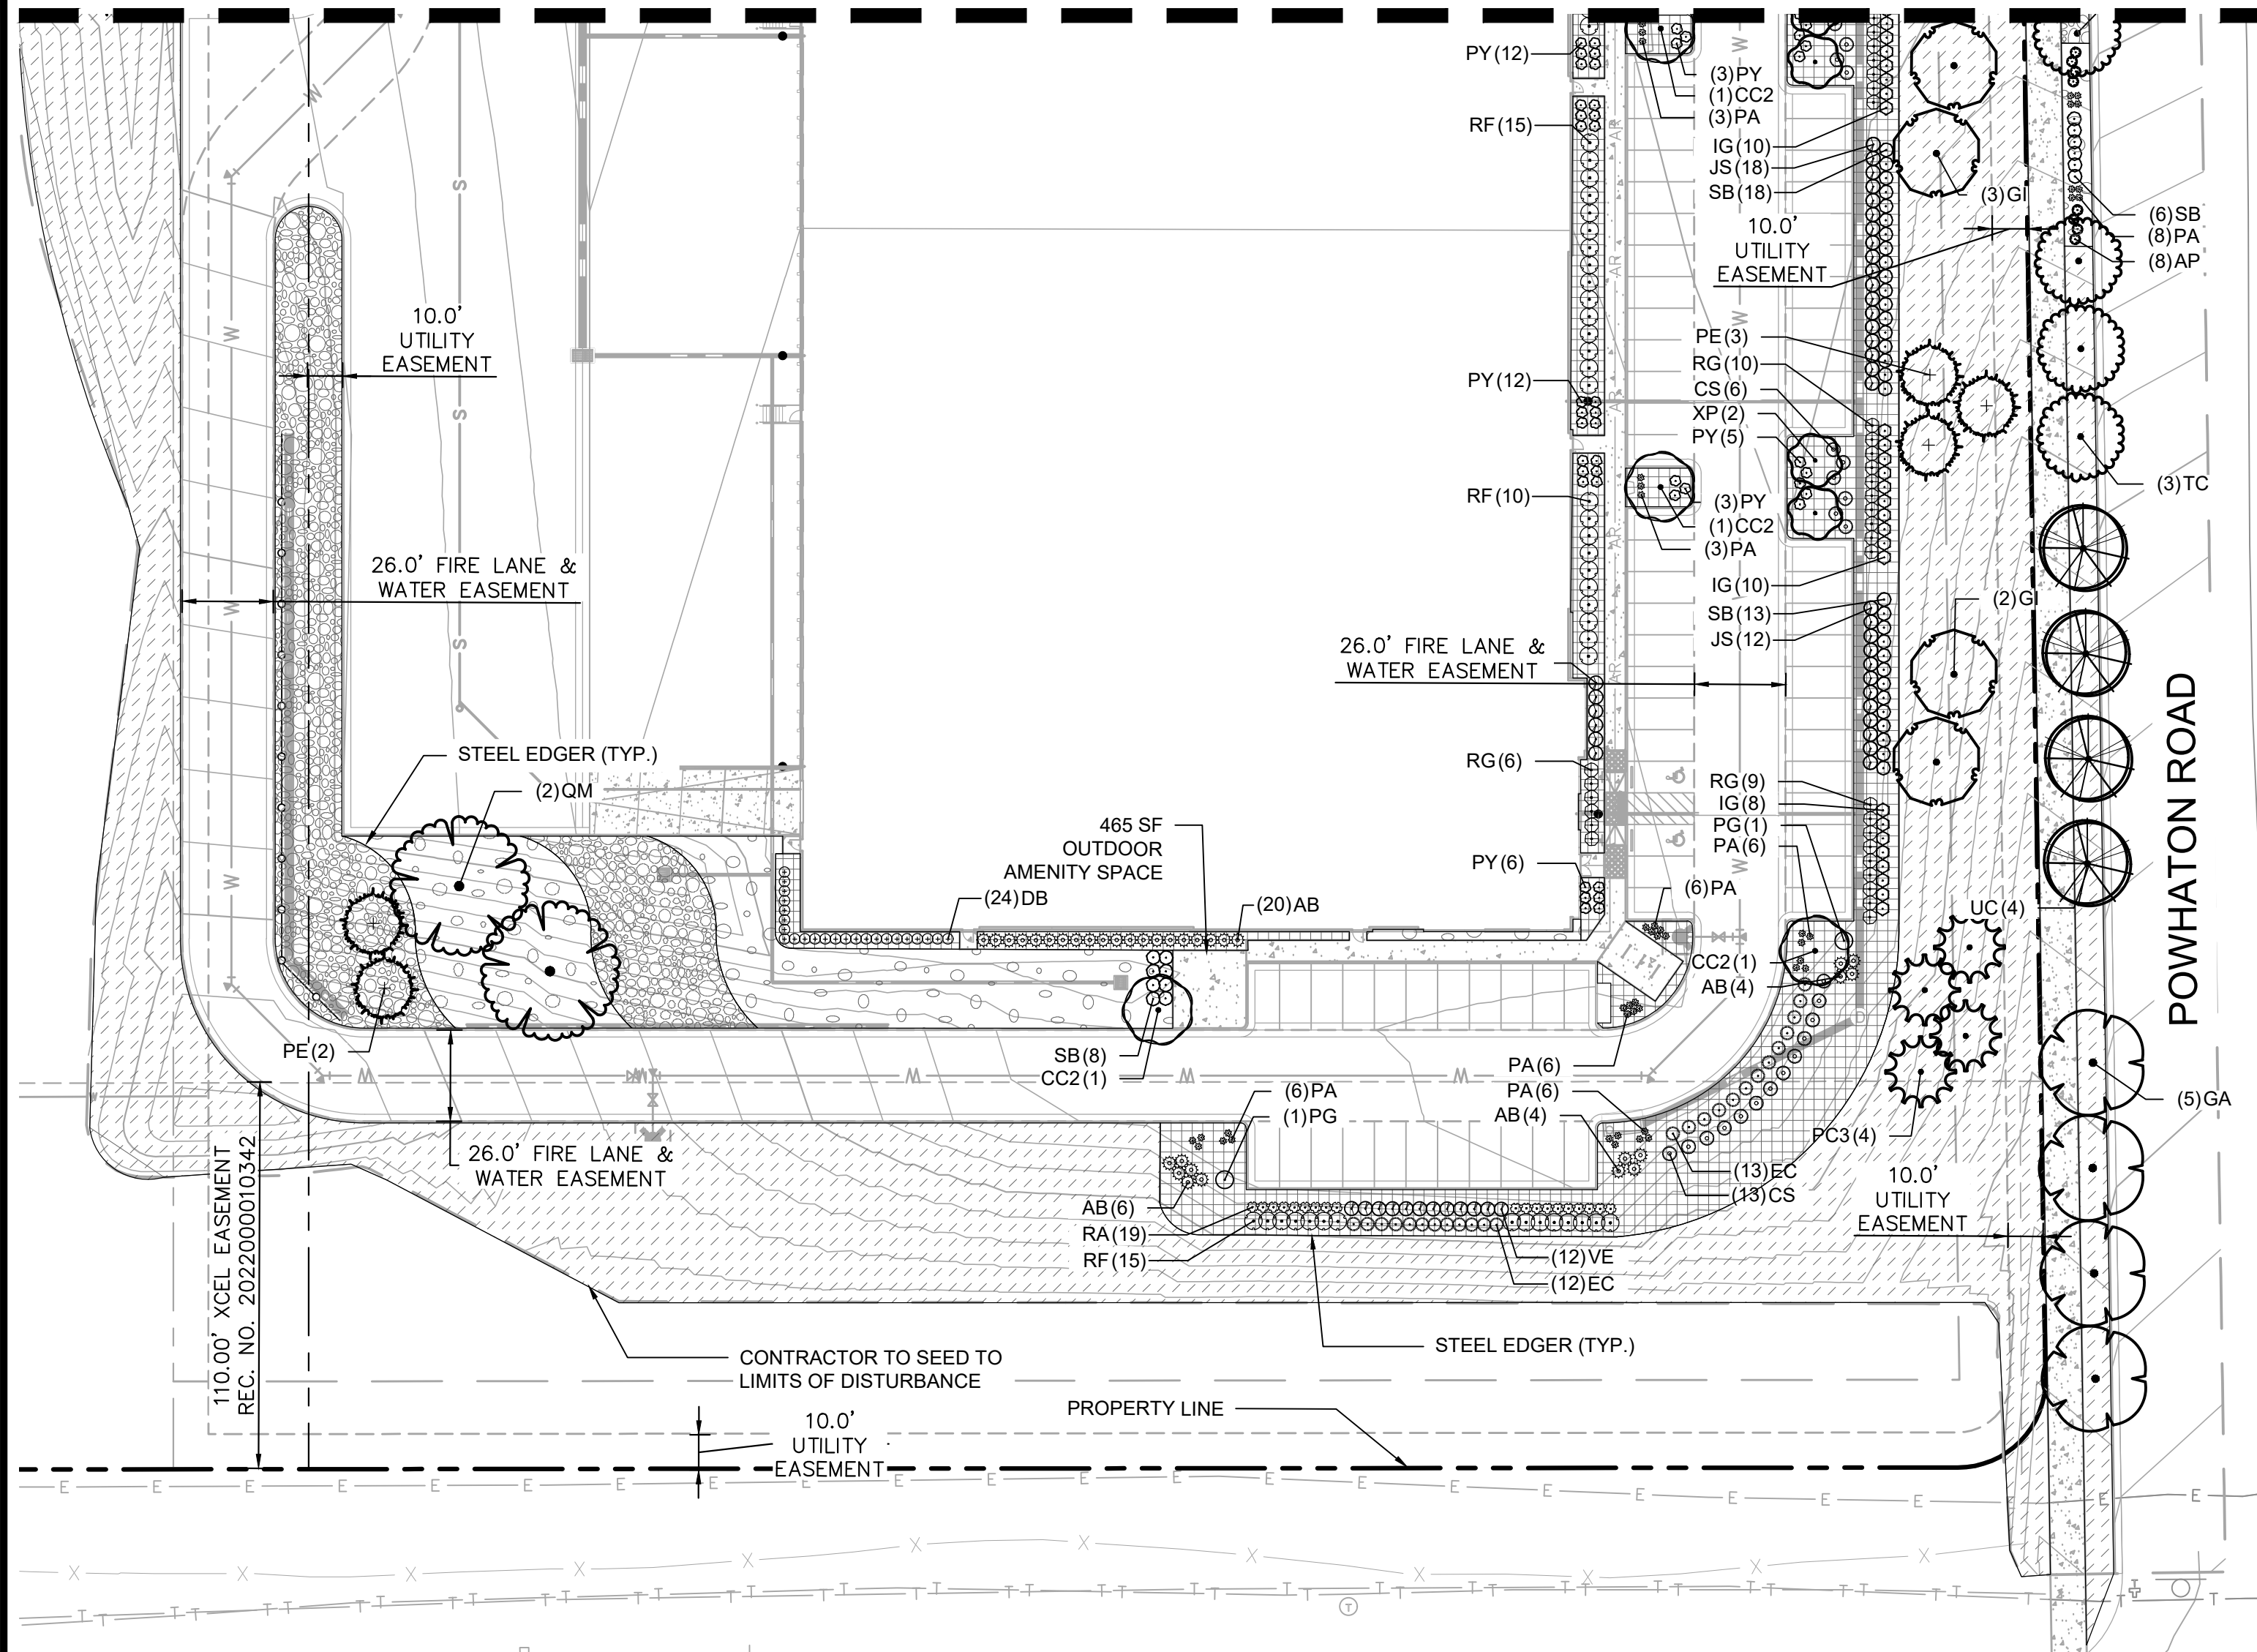 PY(12)
(3)PY
(1)CC2
(3)PA
RF(15)
IG(10)
JS(18)
SB(18)
(3)GI
10.0'
UTILITY
EASEMENT
(6)SB
(8)PA
(8)AP
10.0'
UTILITY
EASEMENT
PE(3)
RG(10)
CS(6)
XP(2)
PY(5)
PY(12)
(3)TC
RF(10)
(3)PY
(1)CC2
(3)PA
IG(10)
SB(13)
JS(12)
(2)GI
26.0' FIRE LANE &
WATER EASEMENT
26.0' FIRE LANE &
WATER EASEMENT
POWHATON ROAD
STEEL EDGER (TYP.)
(2)QM
RG(6)
RG(9)
IG(8)
PG(1)
PA(6)
465 SF
OUTDOOR
AMENITY SPACE
PY(6)
(6)PA
(24)DB
(20)AB
UC(4)
CC2(1)
AB(4)
PE(2)
SB(8)
CC2(1)
PA(6)
PA(6)
AB(4)
(6)PA
(1)PG
(5)GA
PC3(4)
110.00' XCEL EASEMENT
REC. NO. 2022000010342
26.0' FIRE LANE &
WATER EASEMENT
(13)EC
(13)CS
10.0'
UTILITY
EASEMENT
AB(6)
RA(19)
RF(15)
(12)VE
(12)EC
STEEL EDGER (TYP.)
CONTRACTOR TO SEED TO
LIMITS OF DISTURBANCE
PROPERTY LINE
10.0'
UTILITY
EASEMENT